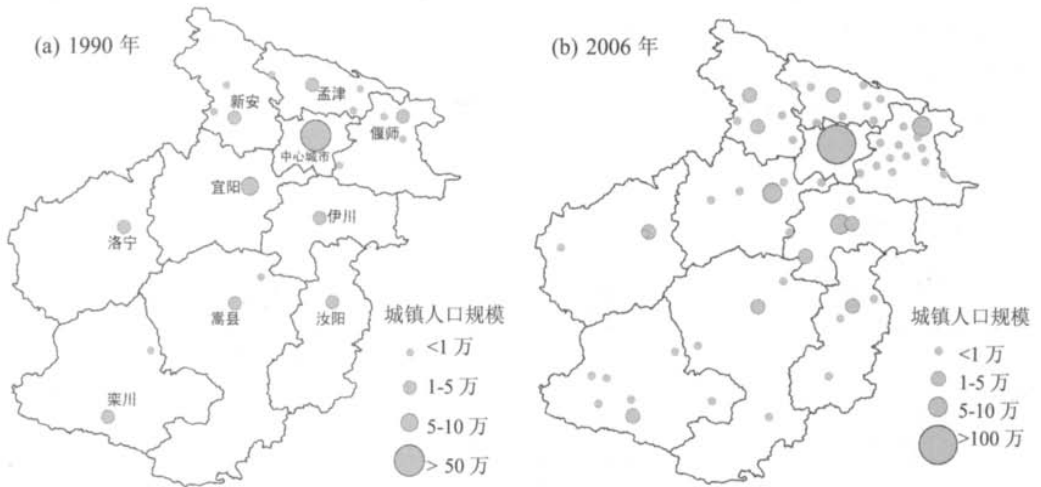 (a) 1990 年
新安
孟津
偃师
中心城市
宜阳
伊川
洛宁
嵩县
汝阳
栾川
城镇人口规模
<1 万
1-5 万
5-10 万
> 50 万
(b) 2006 年
城镇人口规模
<1 万
1-5 万
5-10 万
>100 万